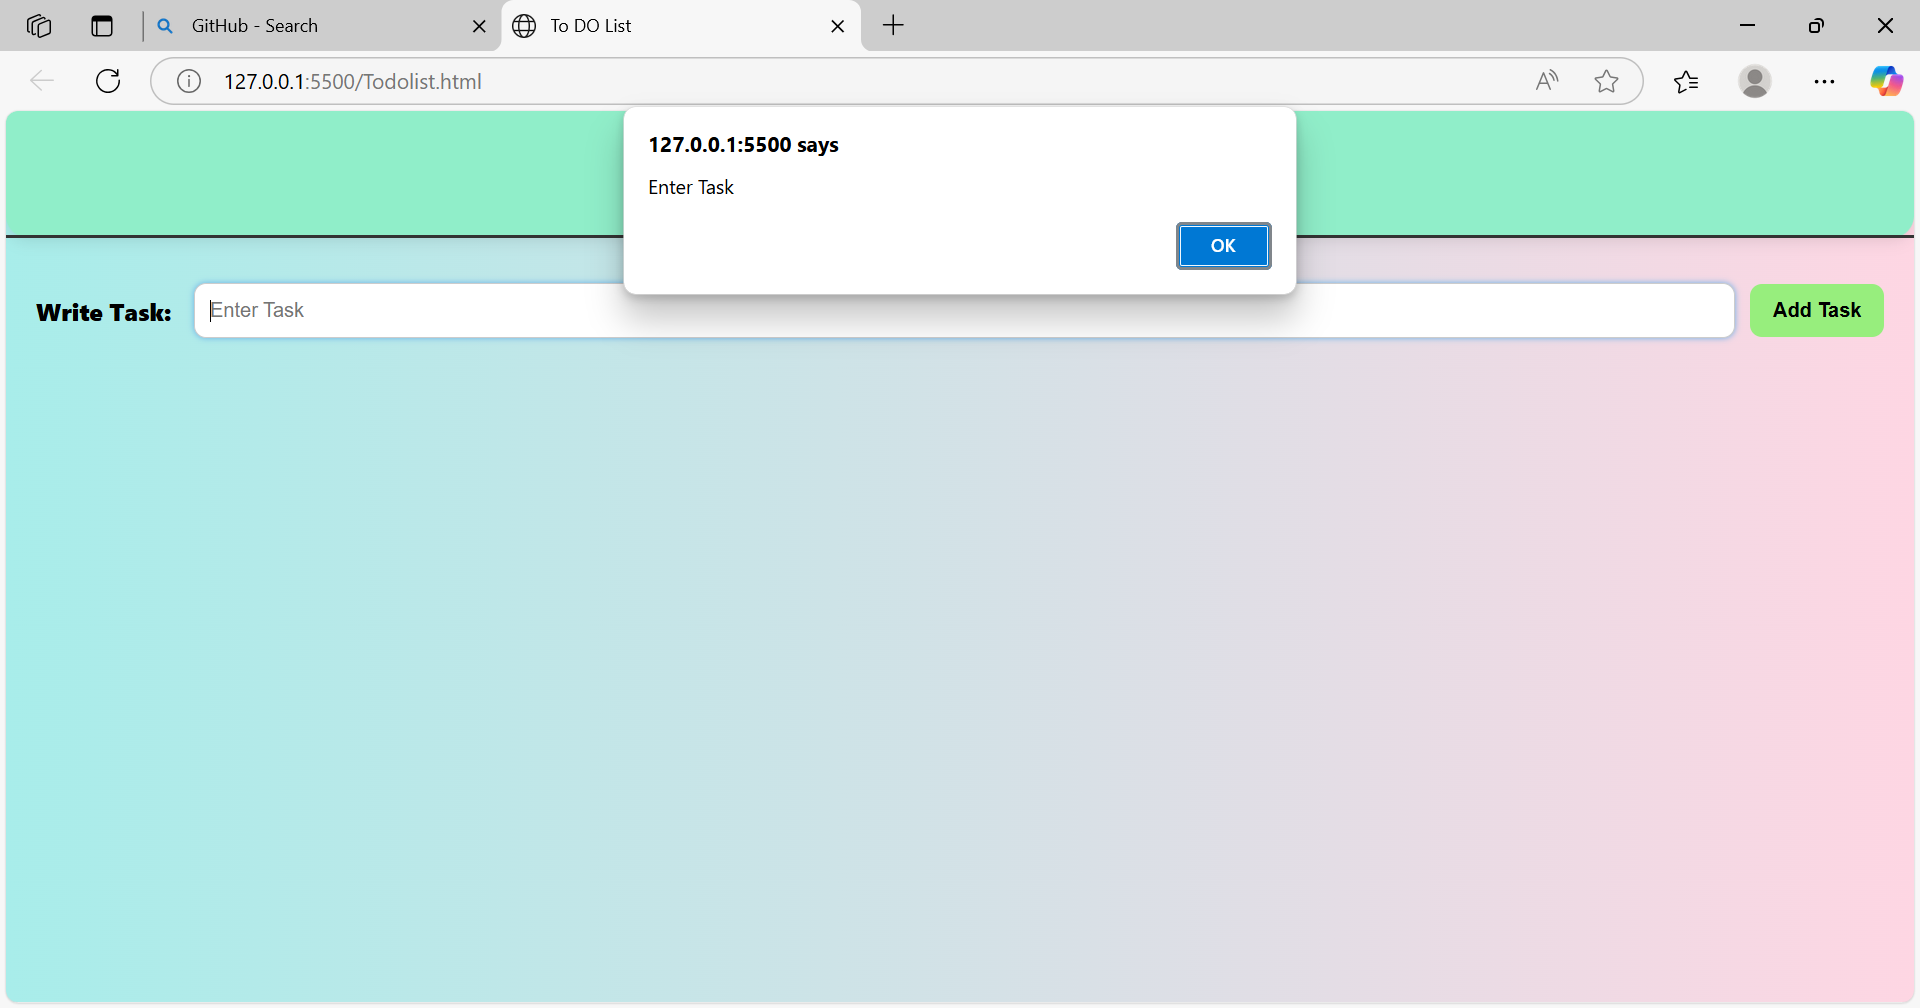 GitHub - Search
To DO List
127.0.0.1:5500/Todolist.html
127.0.0.1:5500 says
Enter Task
OK
Write Task:
Enter Task
Add Task